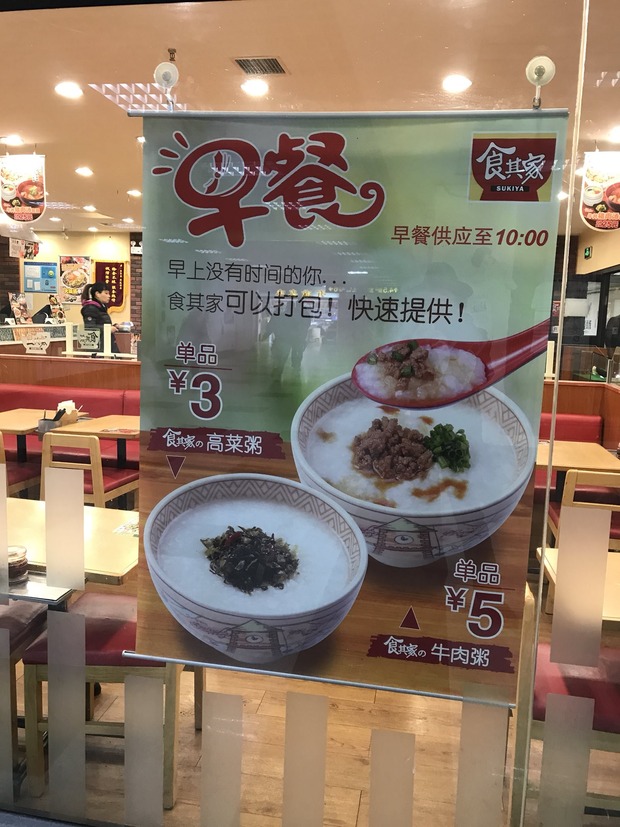 早餐
食其家
SUKIYA
早餐供应至10:00
早上没有时间的你...
食其家可以打包！快速提供！
单品
¥3
食其家の高菜粥
单品
¥5
食其家の牛肉粥